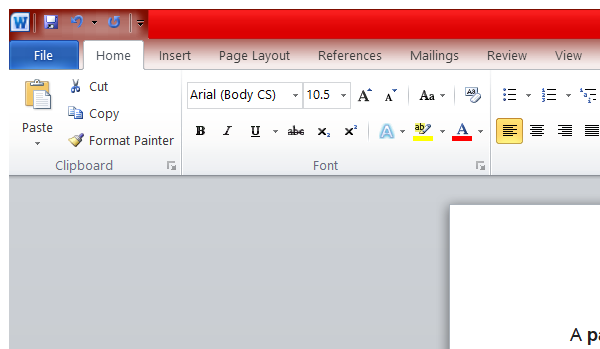 W
File Home Insert Page Layout References Mailings Review View
Arial (Body CS) 10.5 A A Aa
Cut
Copy
Paste
Format Painter
B I U abc x₂ x² A ab A
Clipboard Font
A pa